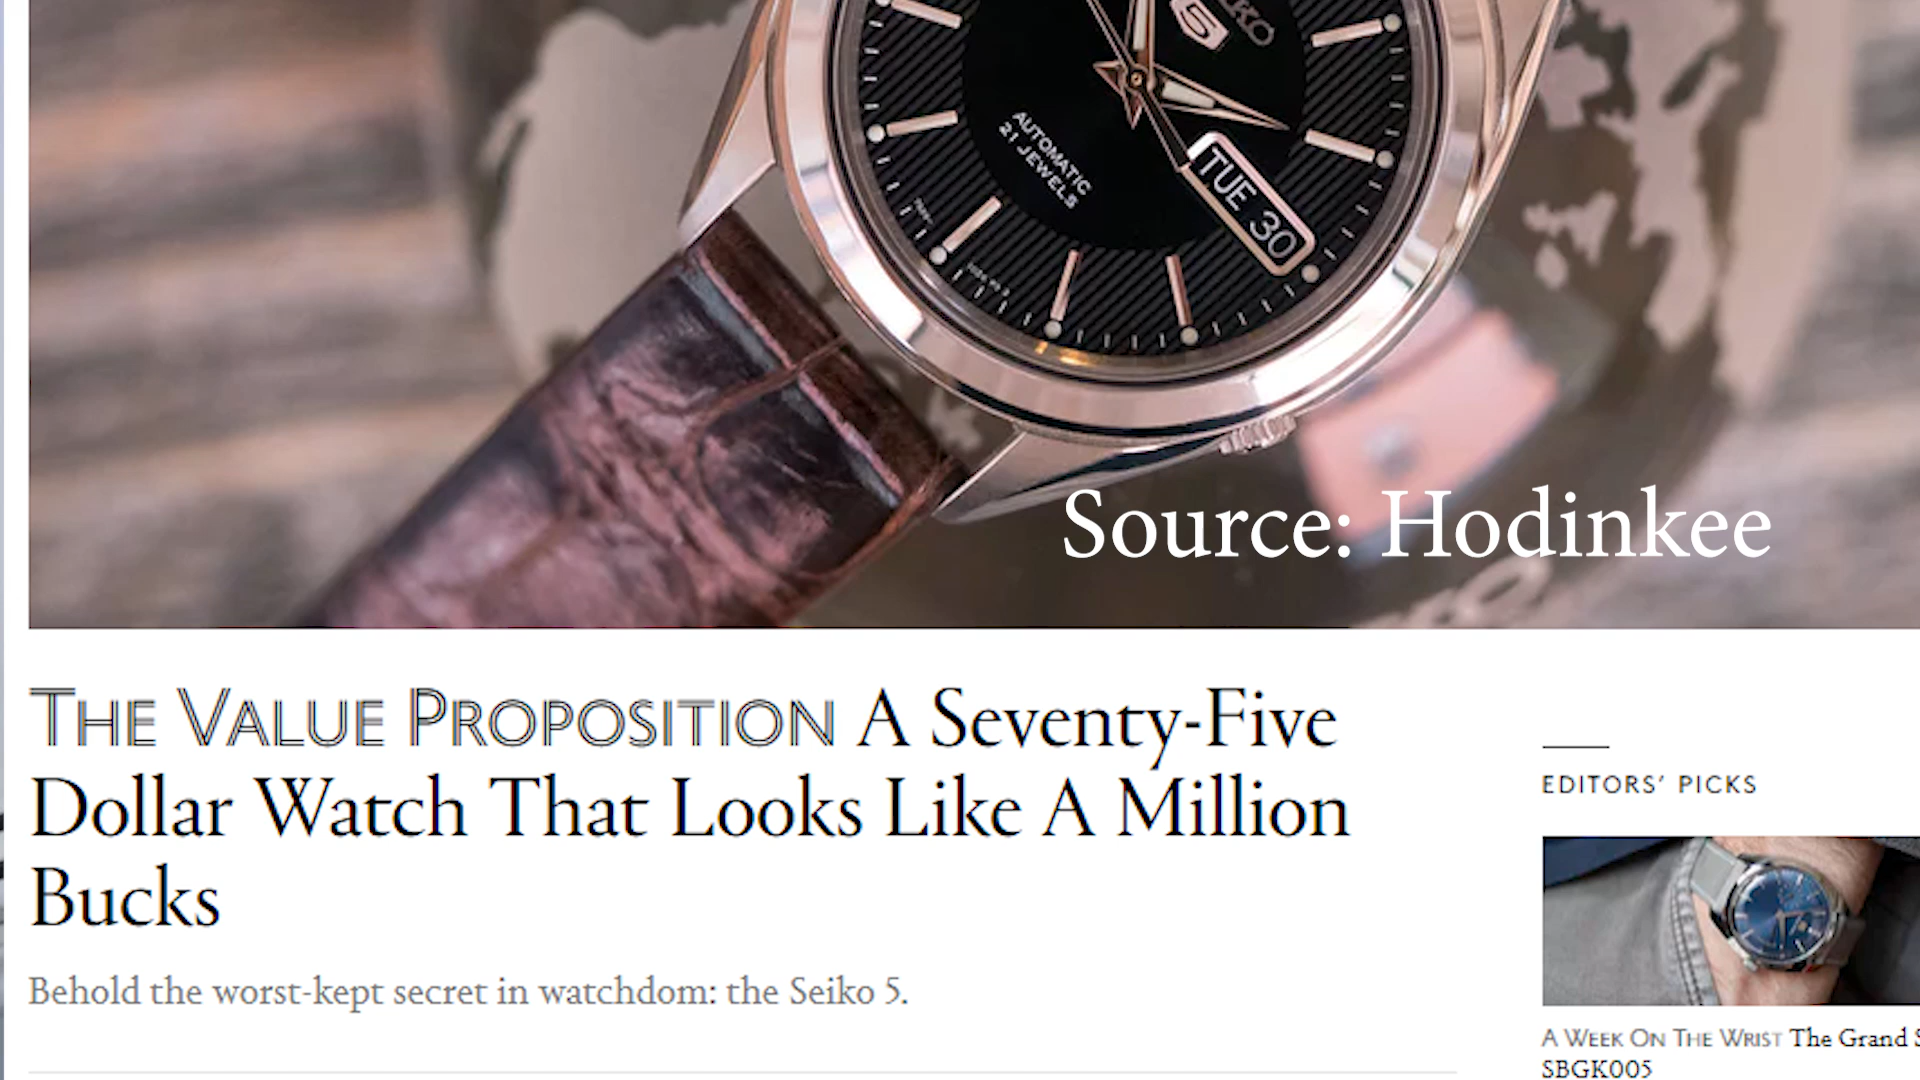 5
AUTOMATIC
21 JEWELS
TUE 30
Source: Hodinkee
THE VALUE PROPOSITION A Seventy-Five
Dollar Watch That Looks Like A Million
Bucks
Behold the worst-kept secret in watchdom: the Seiko 5.
EDITORS’ PICKS
A WEEK ON THE WRIST The Grand
SBGK005